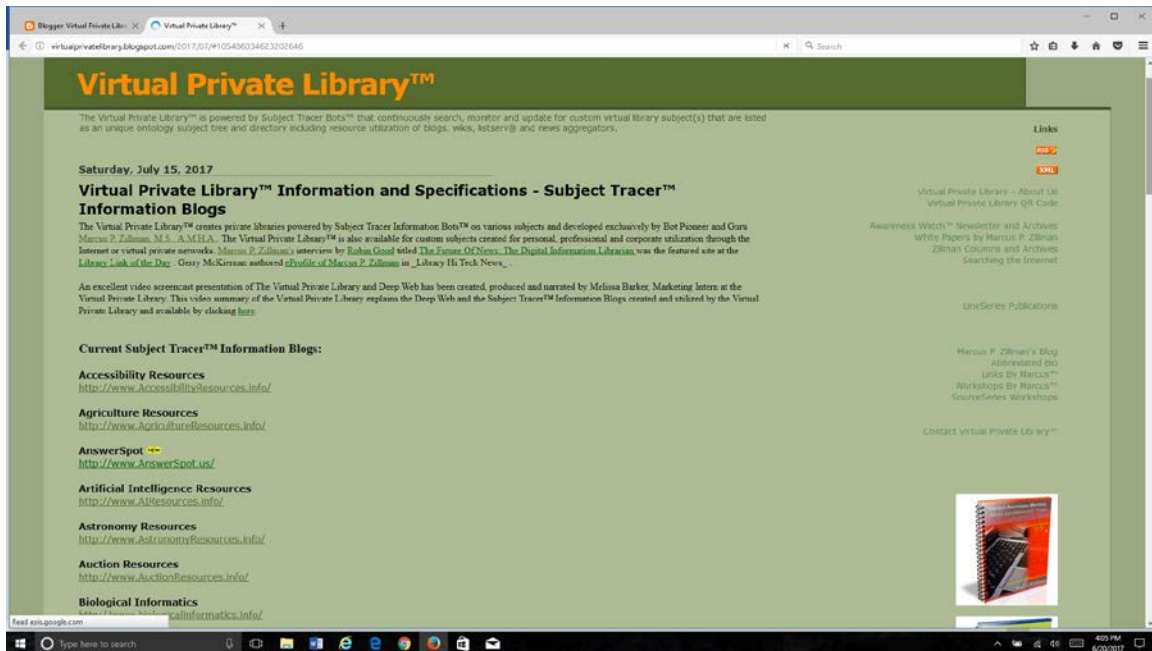 Blogger: Virtual Private Libr
Virtual Private Library™
virtualprivatelibrary.blogspot.com/2017/07/#105486034623202646
Search
Virtual Private Library™
The Virtual Private Library™ is powered by Subject Tracer Bots™ that continuously search, monitor and update for custom virtual library subject(s) that are listed
as an unique ontology subject tree and directory including resource utilization of blogs, wikis, listserv® and news aggregators.
Saturday, July 15, 2017
Virtual Private Library™ Information and Specifications - Subject Tracer™
Information Blogs
The Virtual Private Library™ creates private libraries powered by Subject Tracer Information Bots™ on various subjects and developed exclusively by Bot Pioneer and Guru
Marcus P. Zillman, M.S., A.M.H.A.. The Virtual Private Library™ is also available for custom subjects created for personal, professional and corporate utilization through the
Internet or virtual private networks. Marcus P. Zillman's interview by Robin Good titled The Future Of News: The Digital Information Librarian was the featured site at the
Library Link of the Day . Gerry McKiernan authored eProfile of Marcus P. Zillman in _Library Hi Tech News_ .
An excellent video screencast presentation of The Virtual Private Library and Deep Web has been created, produced and narrated by Melissa Barker, Marketing Intern at the
Virtual Private Library. This video summary of the Virtual Private Library explains the Deep Web and the Subject Tracer™ Information Blogs created and utilized by the Virtual
Private Library and available by clicking here.
Current Subject Tracer™ Information Blogs:
Accessibility Resources
http://www.AccessibilityResources.info/
Agriculture Resources
http://www.AgricultureResources.info/
AnswerSpot NEW
http://www.AnswerSpot.us/
Artificial Intelligence Resources
http://www.AIResources.info/
Astronomy Resources
http://www.AstronomyResources.info/
Auction Resources
http://www.AuctionResources.info/
Biological Informatics
http://www.biologicalinformatics.info/
Links
RSS
XML
Virtual Private Library - About Us
Virtual Private Library QR Code
Awareness Watch™ Newsletter and Archives
White Papers by Marcus P. Zillman
Zillman Columns and Archives
Searching the Internet
LinkSeries Publications
Marcus P. Zillman's Blog
Abbreviated Bio
Links By Marcus™
Workshops By Marcus™
SourceSeries Workshops
Contact Virtual Private Library™
Read apis.google.com
Type here to search
4:05 PM
6/20/2017